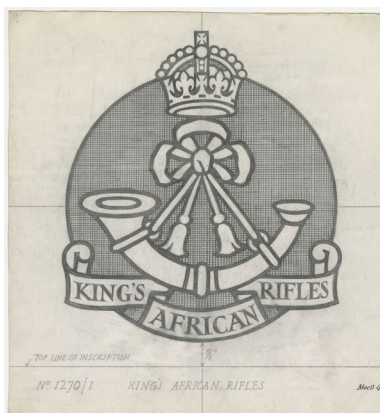 KING'S AFRICAN RIFLES
TOP LINE OF INSCRIPTION
Nº 1270/1 KING'S AFRICAN RIFLES